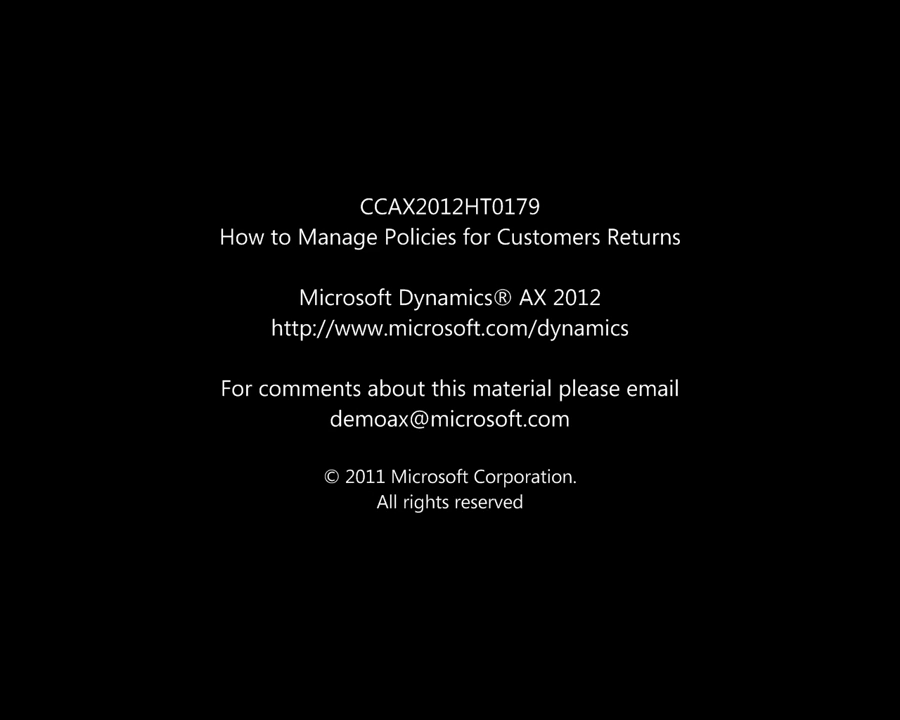 CCAX2012HT0179
How to Manage Policies for Customers Returns
Microsoft Dynamics® AX 2012
http://www.microsoft.com/dynamics
For comments about this material please email
demoax@microsoft.com
© 2011 Microsoft Corporation.
All rights reserved